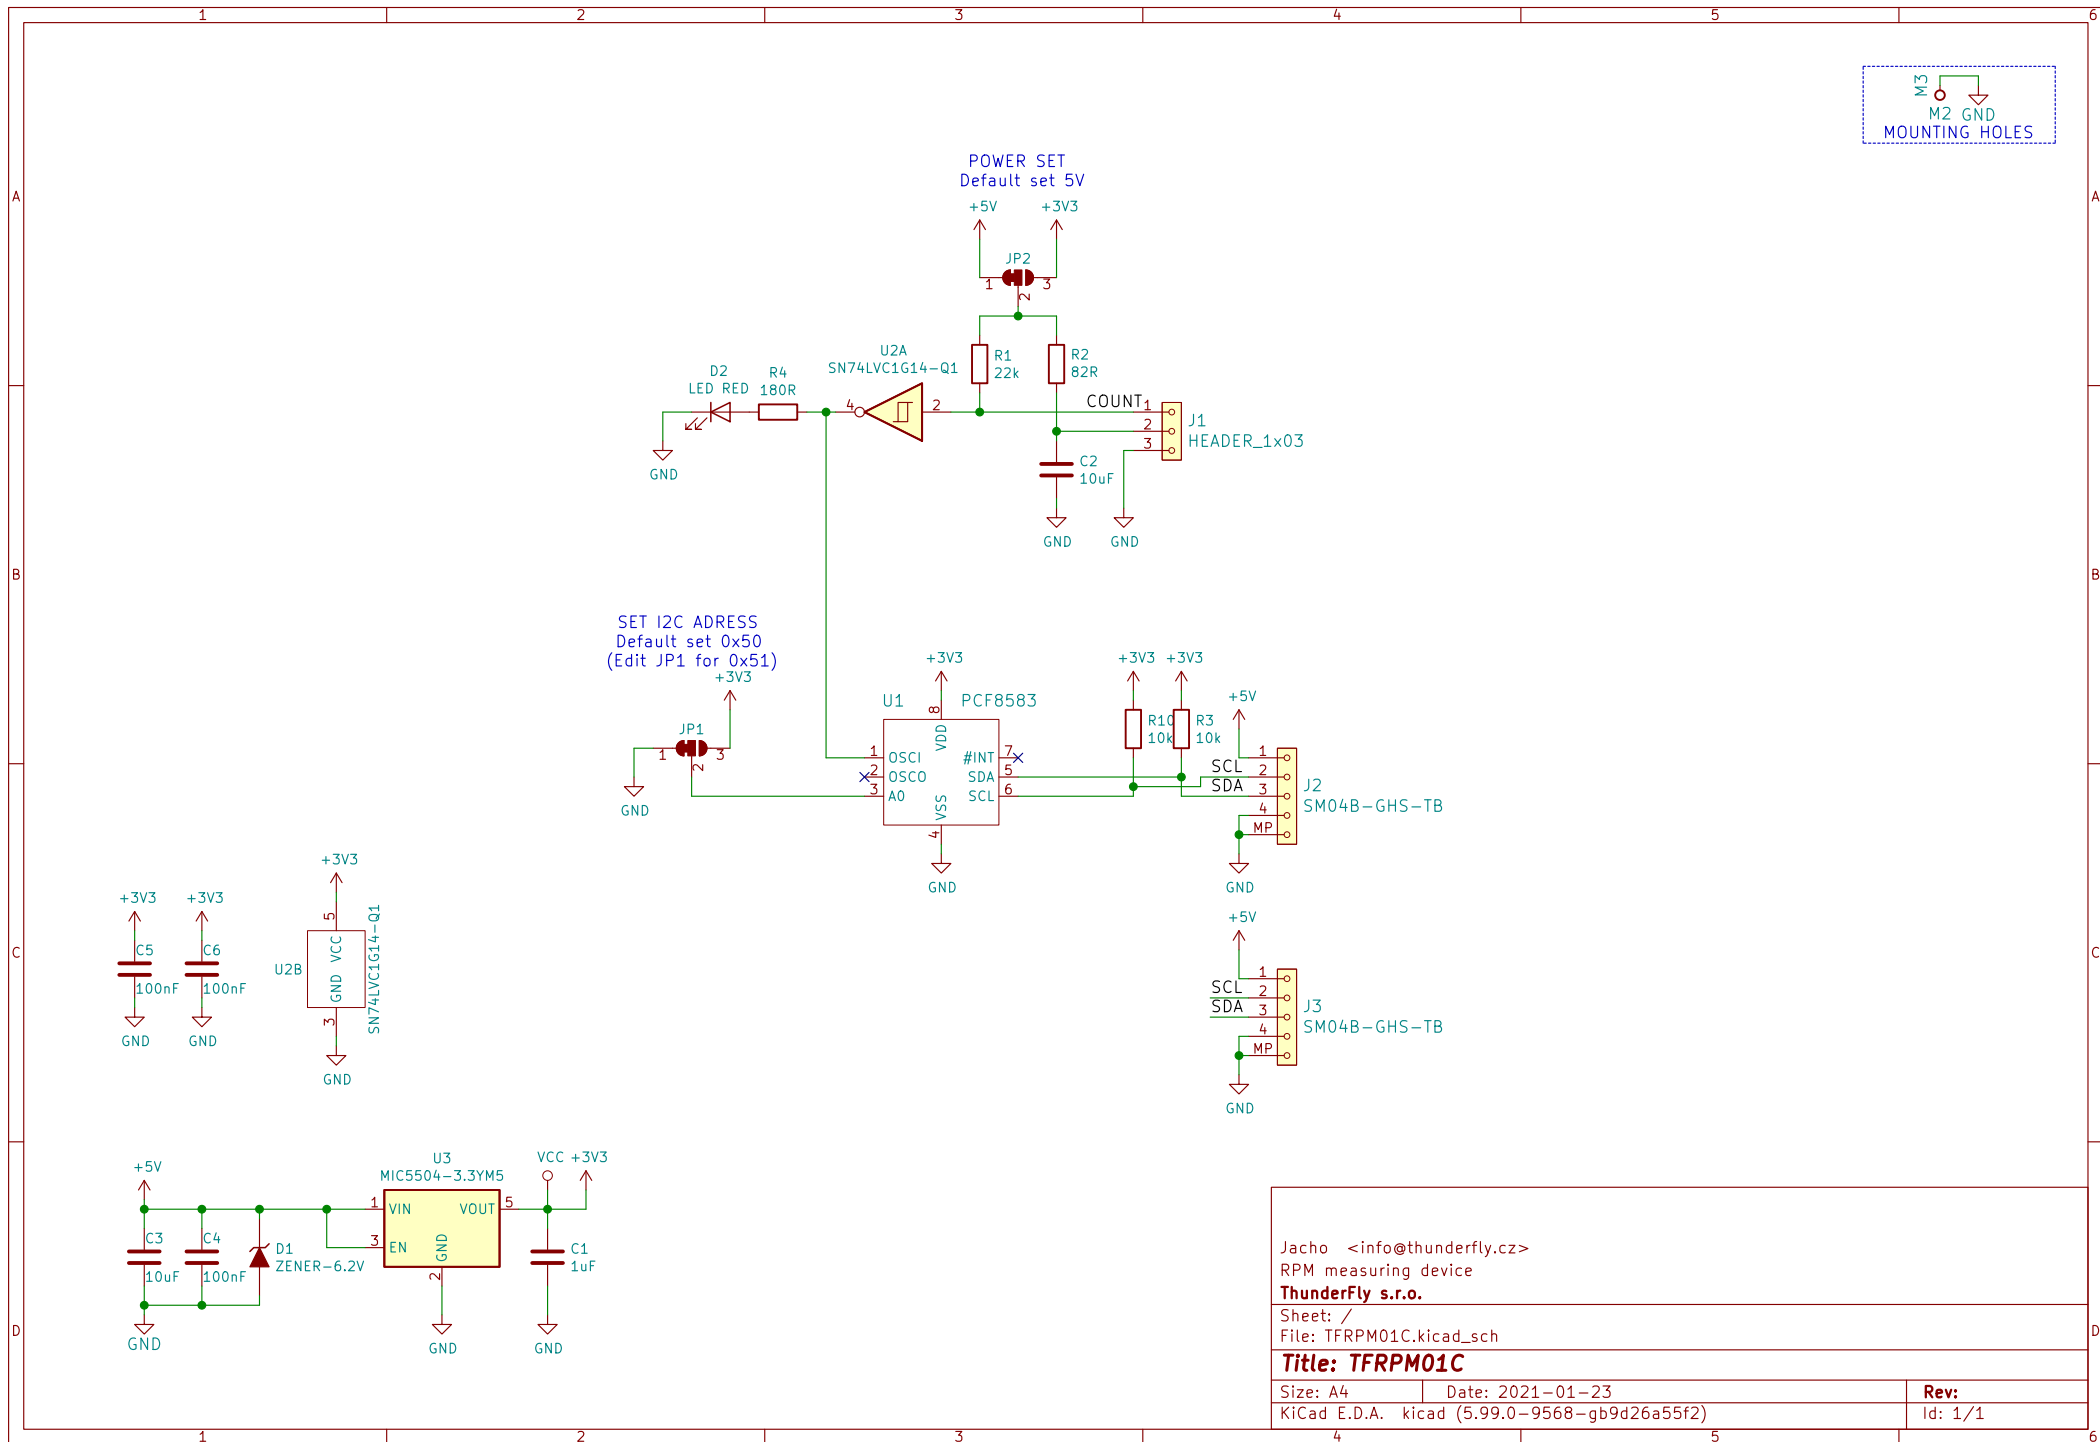 1 2 3 4 5 6
A A
B B
C C
D D
M3
M2 GND
MOUNTING HOLES
POWER SET
Default set 5V
+5V +3V3
JP2
1 2 3
R1
22k
R2
82R
U2A
SN74LVC1G14-Q1
D2
LED RED
R4
180R
4 2
COUNT 1
2
3
J1
HEADER_1x03
C2
10uF
GND
GND
GND
SET I2C ADRESS
Default set 0x50
(Edit JP1 for 0x51)
+3V3
JP1
1 2 3
GND
+3V3
U1 PCF8583
8
VDD
1 OSCI
2 OSCO
3 A0
#INT 7
SDA 5
SCL 6
VSS
4
GND
+3V3 +3V3
R10
10k
R3
10k
+5V
1
SCL 2
SDA 3
4
MP
J2
SM04B-GHS-TB
GND
+5V
1
SCL 2
SDA 3
4
MP
J3
SM04B-GHS-TB
GND
+3V3
+3V3 +3V3
C5
100nF
C6
100nF
GND GND
5
VCC
U2B
GND
SN74LVC1G14-Q1
3
GND
+5V
C3
10uF
C4
100nF
D1
ZENER-6.2V
GND
U3
MIC5504-3.3YM5
1 VIN
3 EN
VOUT 5
GND
2
GND
VCC +3V3
C1
1uF
GND
Jacho <info@thunderfly.cz>
RPM measuring device
ThunderFly s.r.o.
Sheet: /
File: TFRPM01C.kicad_sch
Title: TFRPM01C
Size: A4 Date: 2021-01-23 Rev:
KiCad E.D.A. kicad (5.99.0-9568-gb9d26a55f2) Id: 1/1
1 2 3 4 5 6